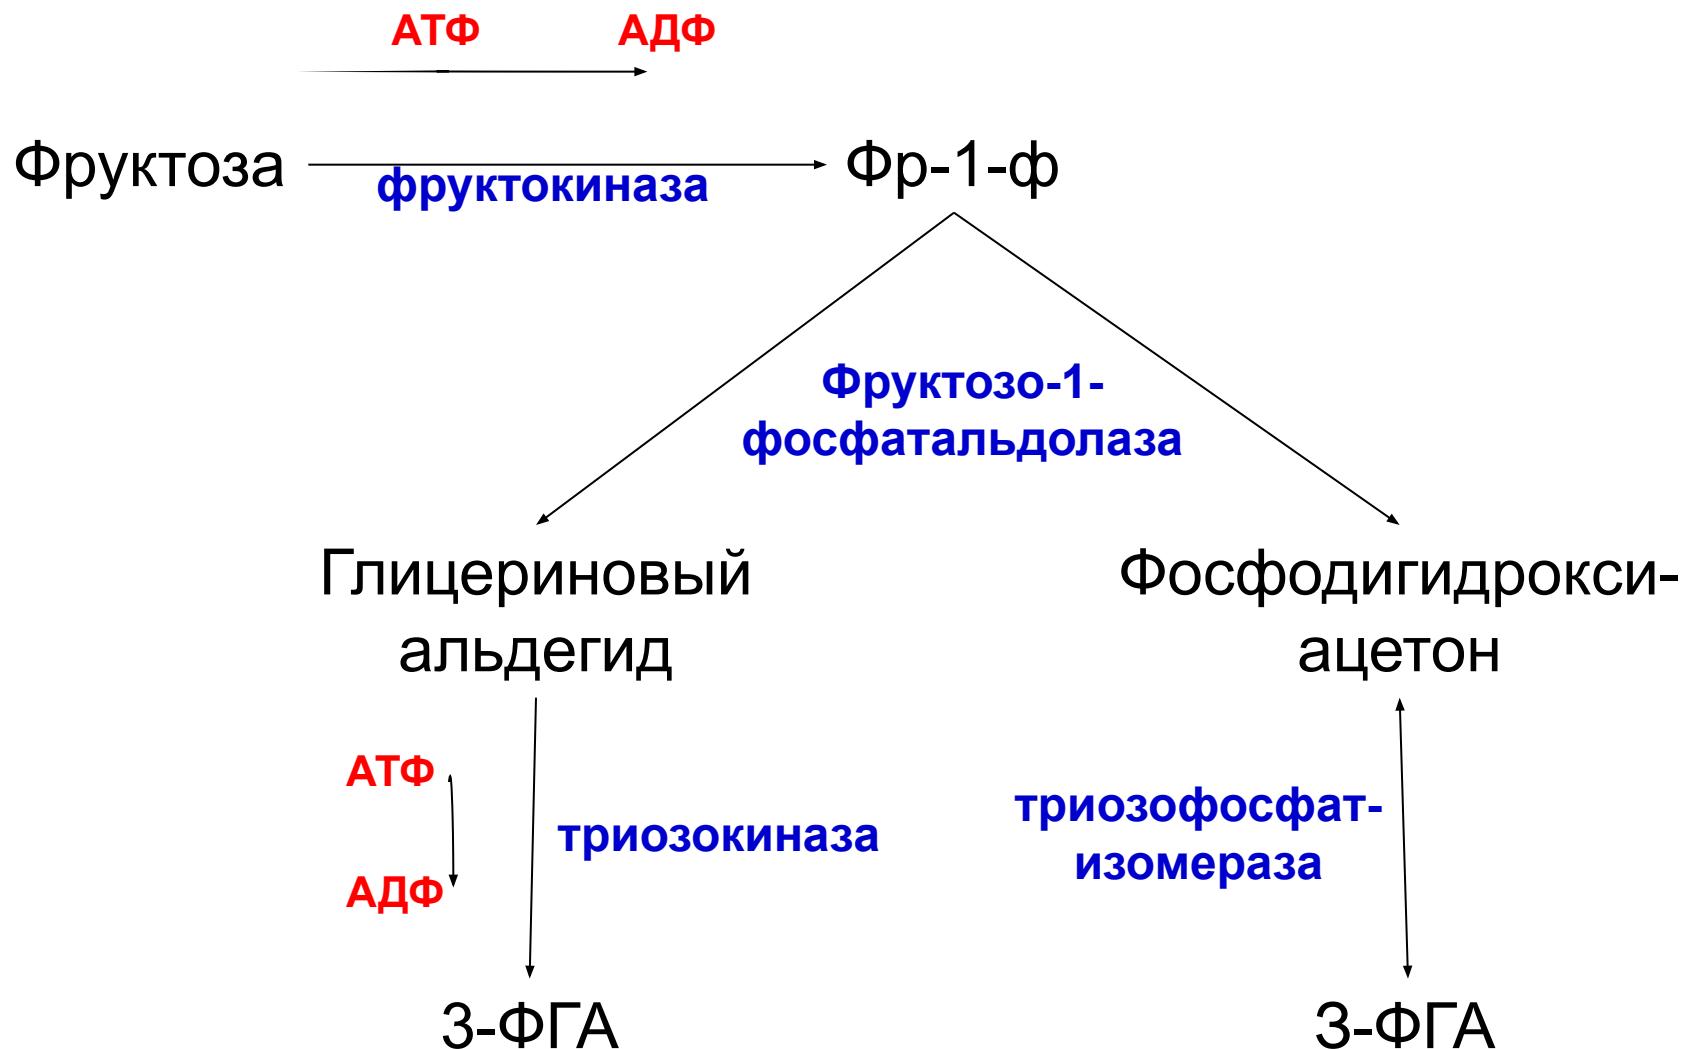 АТФ АДФ
Фруктоза Фр-1-ф
фруктокиназа
Фруктозо-1-
фосфатальдолаза
Глицериновый
альдегид
Фосфодигидрокси-
ацетон
АТФ
АДФ
триозокиназа
триозофосфат-
изомераза
3-ФГА 3-ФГА